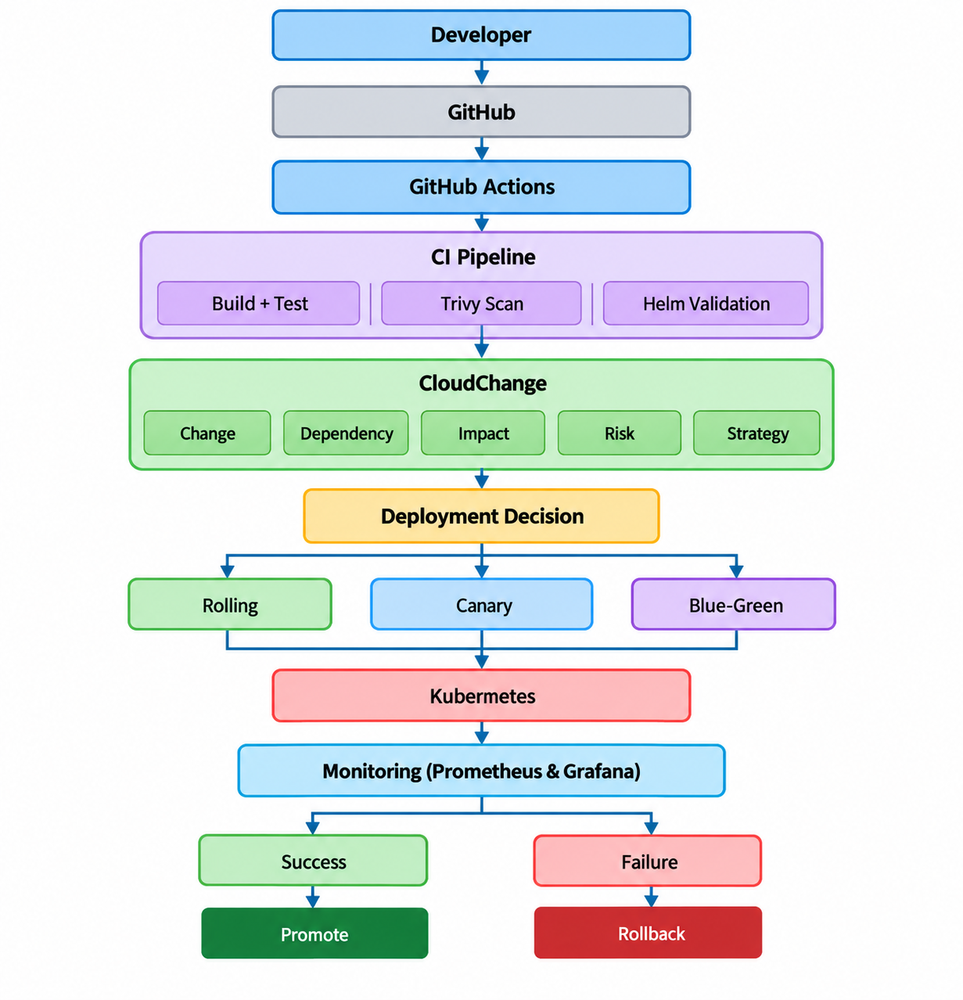 Developer
GitHub
GitHub Actions
CI Pipeline
Build + Test
Trivy Scan
Helm Validation
CloudChange
Change
Dependency
Impact
Risk
Strategy
Deployment Decision
Rolling
Canary
Blue-Green
Kubermetes
Monitoring (Prometheus & Grafana)
Success
Failure
Promote
Rollback